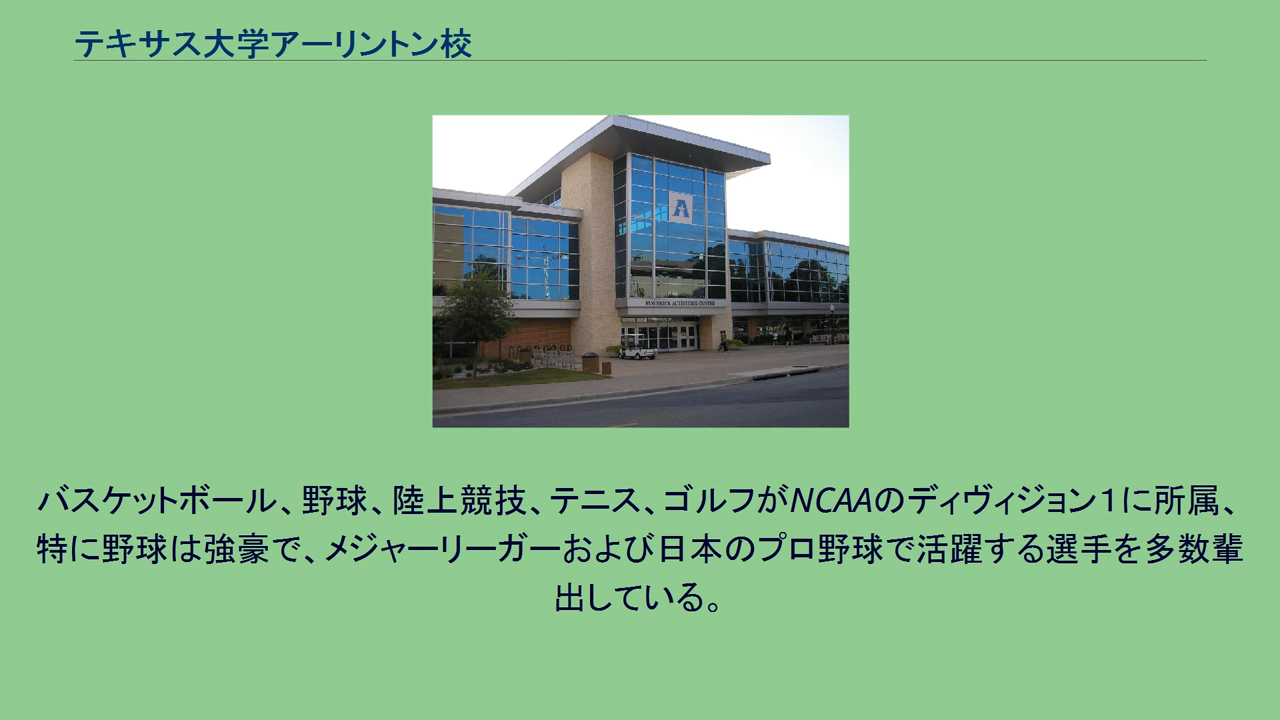 テキサス大学アーリントン校
A
MAVERICK ACTIVITIES CENTER
バスケットボール、野球、陸上競技、テニス、ゴルフがNCAAのディヴィジョン１に所属、
特に野球は強豪で、メジャーリーガーおよび日本のプロ野球で活躍する選手を多数輩
出している。